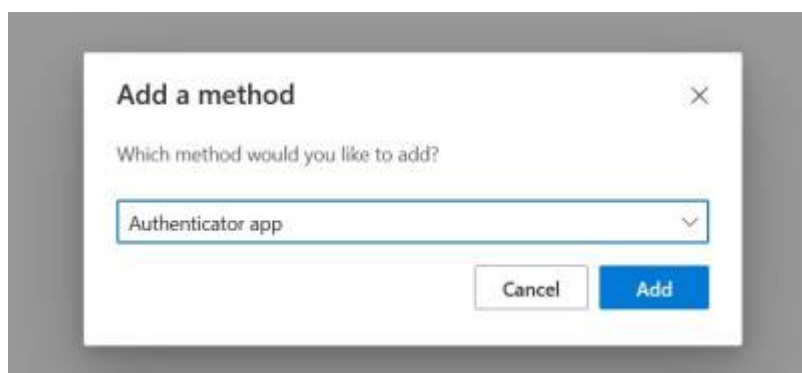 Add a method
Which method would you like to add?
Authenticator app
Cancel Add